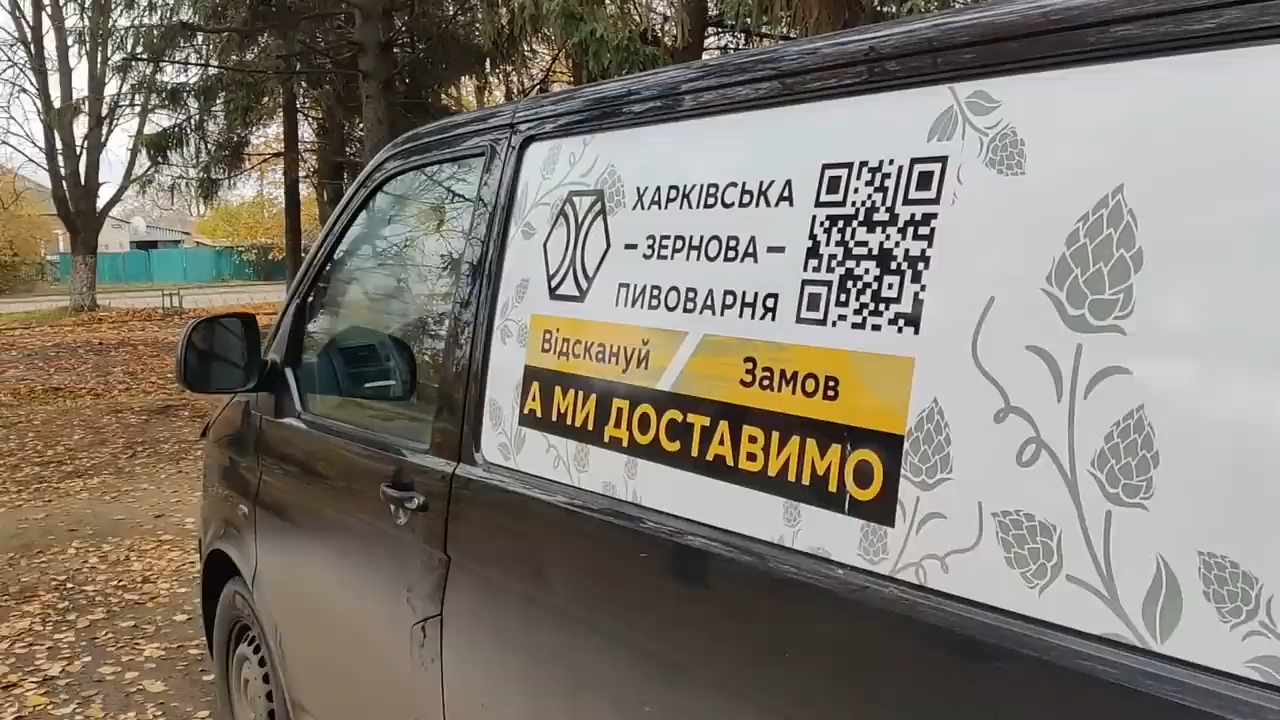 ХАРКІВСЬКА
– ЗЕРНОВА –
ПИВОВАРНЯ
Відскануй
Замов
А МИ ДОСТАВИМО